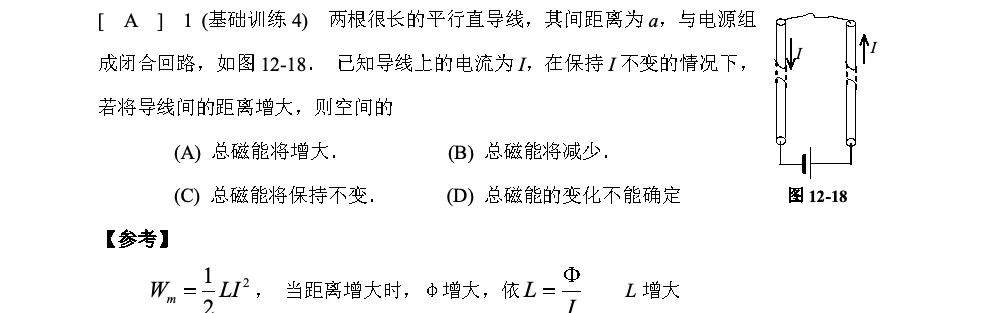 [ A ] 1 (基础训练 4) 两根很长的平行直导线，其间距离为 a，与电源组
成闭合回路，如图 12-18． 已知导线上的电流为 I，在保持 I 不变的情况下，
若将导线间的距离增大，则空间的
(A) 总磁能将增大． (B) 总磁能将减少．
(C) 总磁能将保持不变． (D) 总磁能的变化不能确定
I
I
图 12-18
【参考】
W_m = 1/2 LI², 当距离增大时，φ增大，依 L = Φ/I L 增大